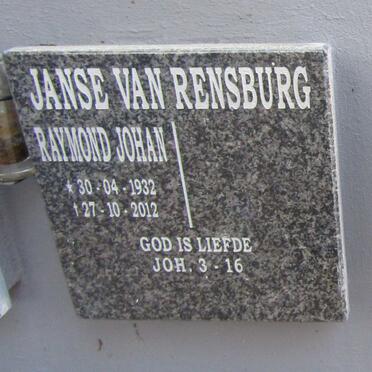 JANSE VAN RENSBURG
RAYMOND JOHAN
* 30 - 04 - 1932
† 27 - 10 - 2012
GOD IS LIEFDE
JOH. 3 - 16